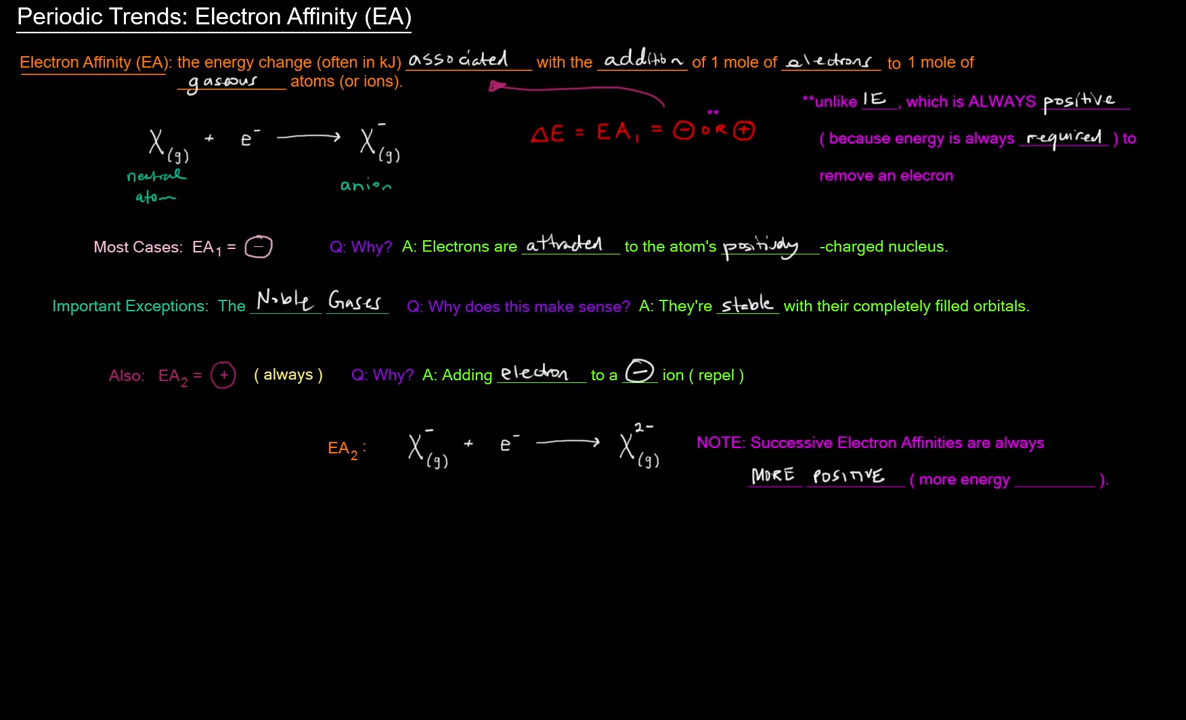 Periodic Trends: Electron Affinity (EA)
Electron Affinity (EA): the energy change (often in kJ) associated with the addition of 1 mole of electrons to 1 mole of
gaseous atoms (or ions).
**unlike IE, which is ALWAYS positive
( because energy is always required ) to
remove an elecron
X(g) + e⁻ ⟶ X⁻(g)
neutral
atom
anion
ΔE = EA₁ = ⊖ OR ⊕ **
Most Cases: EA₁ = ⊖ Q: Why? A: Electrons are attracted to the atom's positively -charged nucleus.
Important Exceptions: The Noble Gases Q: Why does this make sense? A: They're stable with their completely filled orbitals.
Also: EA₂ = ⊕ ( always ) Q: Why? A: Adding electron to a ⊖ ion ( repel )
EA₂ : X⁻(g) + e⁻ ⟶ X²⁻(g)
NOTE: Successive Electron Affinities are always
MORE POSITIVE ( more energy ________ ).